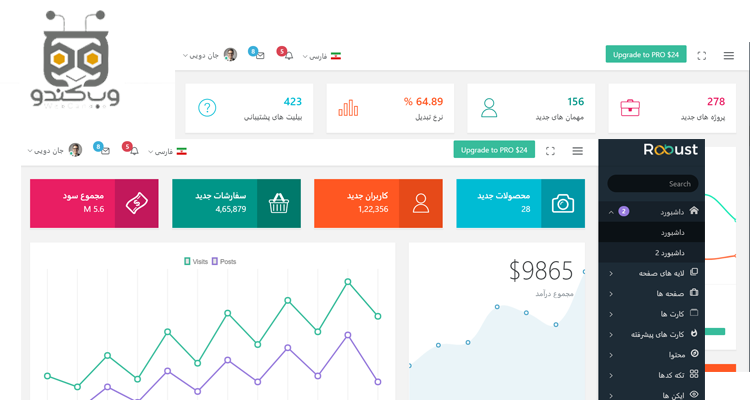 وب‌کندو
فارسی
جان دویی
8
5
Upgrade to PRO $24
278
پروژه های جدید
156
مهمان های جدید
64.89 %
نرخ تبدیل
423
بیلیت های پشتیبانی
فارسی
جان دویی
8
5
Upgrade to PRO $24
Robust
Search
داشبورد
2
داشبورد
داشبورد 2
لایه های صفحه
صفحه ها
کارت ها
کارت های پیشرفته
محتوا
تکه کدها
ایکن ها
محصولات جدید
28
کاربران جدید
1,22,356
سفارشات جدید
4,65,879
مجموع سود
5.6 M
$9865
مجموع درآمد
Visits
Posts